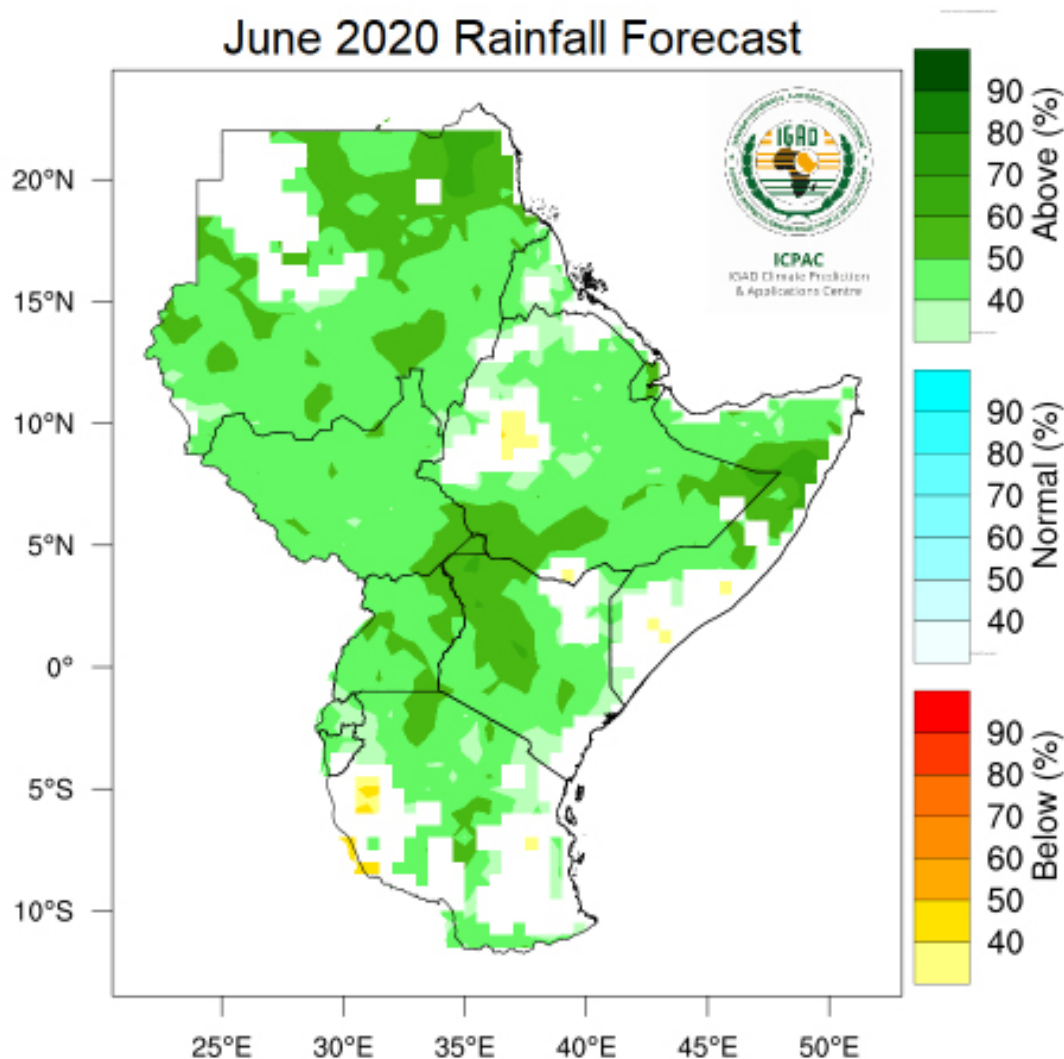 June 2020 Rainfall Forecast
IGAD
ICPAC
IGAD Climate Prediction
& Applications Centre
20°N
15°N
10°N
5°N
0°
5°S
10°S
25°E
30°E
35°E
40°E
45°E
50°E
90
80
70
60
50
40
Above (%)
90
80
70
60
50
40
Normal (%)
90
80
70
60
50
40
Below (%)